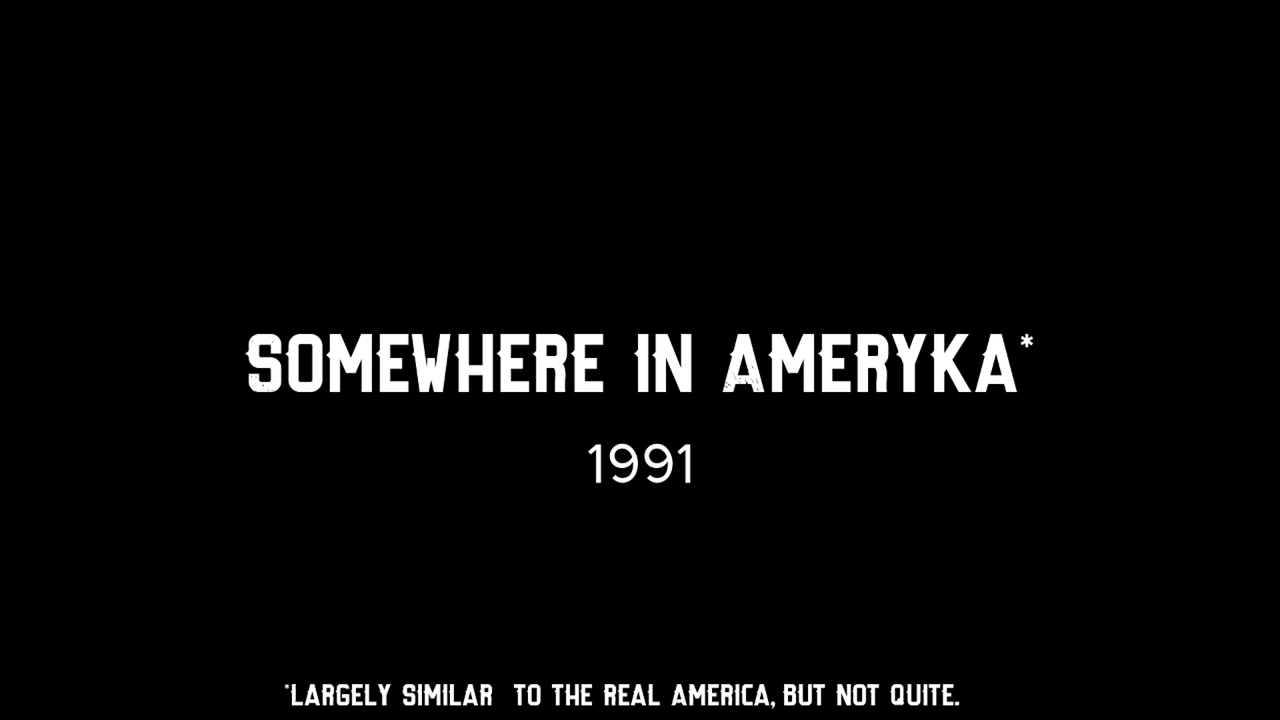 SOMEWHERE IN AMERYKA*
1991
*LARGELY SIMILAR TO THE REAL AMERICA, BUT NOT QUITE.